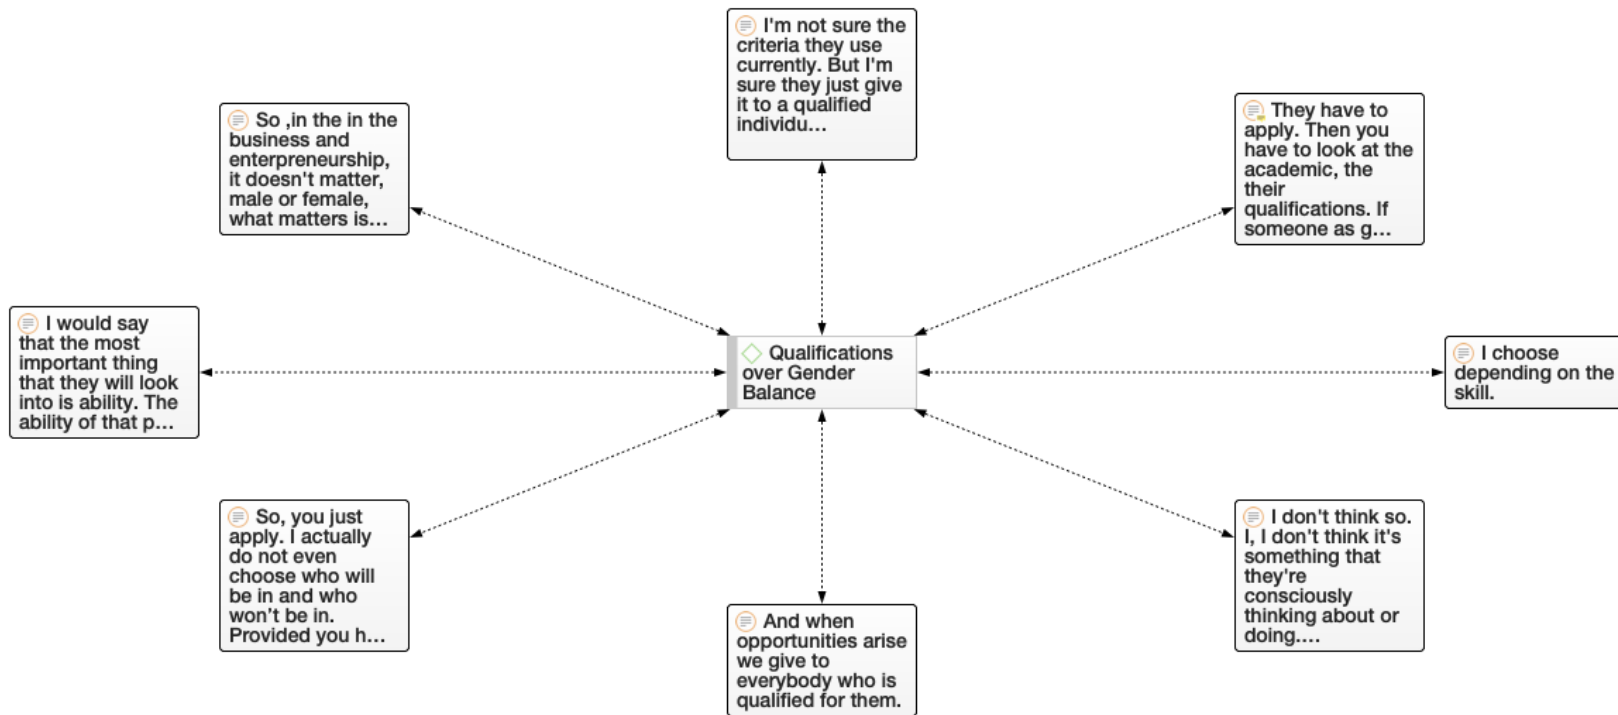 I'm not sure the
criteria they use
currently. But I'm
sure they just give
it to a qualified
individu...
So ,in the in the
business and
enterpreneurship,
it doesn't matter,
male or female,
what matters is...
They have to
apply. Then you
have to look at the
academic, the
their
qualifications. If
someone as g...
I would say
that the most
important thing
that they will look
into is ability. The
ability of that p...
Qualifications
over Gender
Balance
I choose
depending on the
skill.
So, you just
apply. I actually
do not even
choose who will
be in and who
won't be in.
Provided you h...
And when
opportunities arise
we give to
everybody who is
qualified for them.
I don't think so.
I, I don't think it's
something that
they're
consciously
thinking about or
doing....